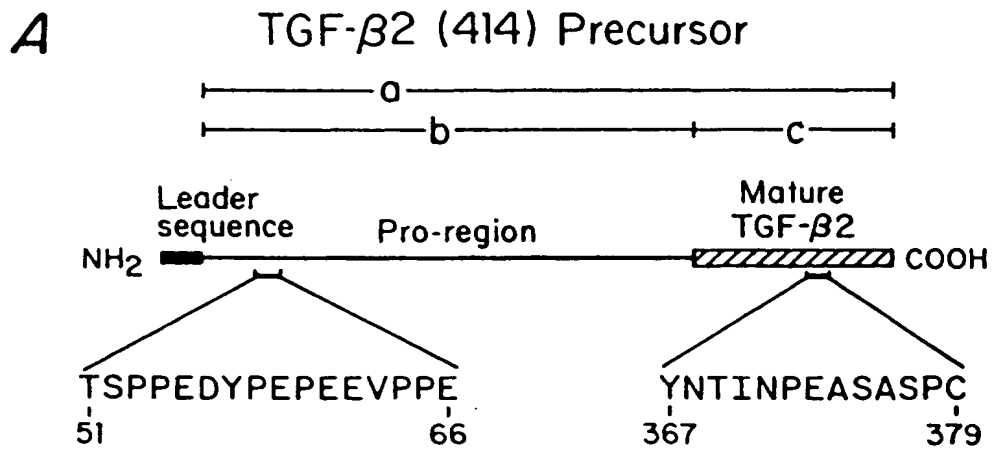 A TGF-β2 (414) Precursor
a
b c
Leader sequence
Pro-region
Mature TGF-β2
NH2 COOH
TSPPEDYPEPEEVPPE YNTINPEASASPC
51 66 367 379